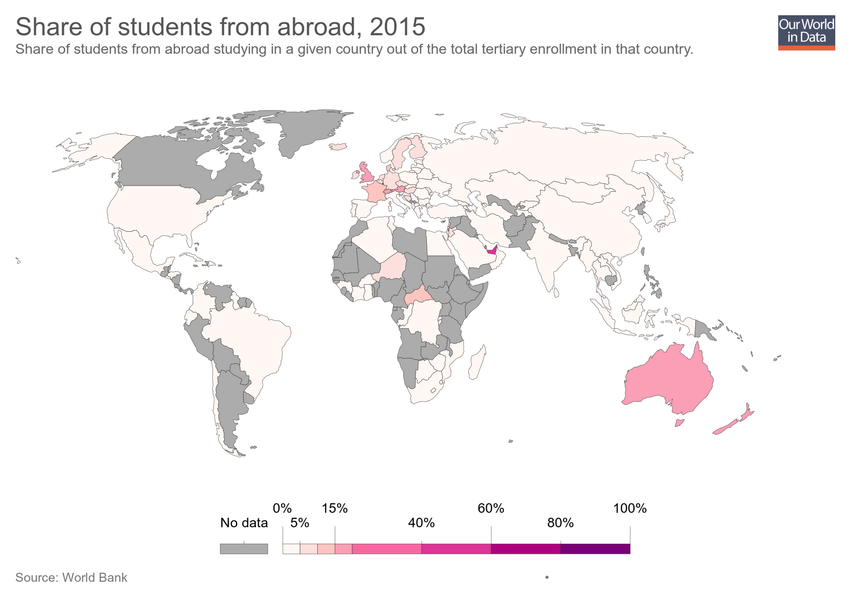 Share of students from abroad, 2015
Share of students from abroad studying in a given country out of the total tertiary enrollment in that country.
Our World
in Data
0% 15% 60% 100%
No data 5% 40% 80%
Source: World Bank